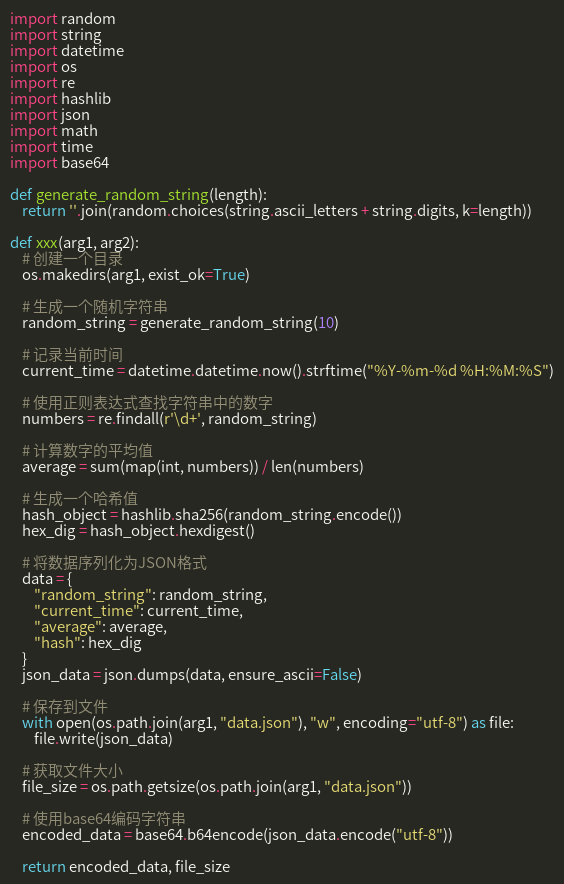 import random
import string
import datetime
import os
import re
import hashlib
import json
import math
import time
import base64

def generate_random_string(length):
    return ''.join(random.choices(string.ascii_letters + string.digits, k=length))

def xxx(arg1, arg2):
    # 创建一个目录
    os.makedirs(arg1, exist_ok=True)

    # 生成一个随机字符串
    random_string = generate_random_string(10)

    # 记录当前时间
    current_time = datetime.datetime.now().strftime("%Y-%m-%d %H:%M:%S")

    # 使用正则表达式查找字符串中的数字
    numbers = re.findall(r'\d+', random_string)

    # 计算数字的平均值
    average = sum(map(int, numbers)) / len(numbers)

    # 生成一个哈希值
    hash_object = hashlib.sha256(random_string.encode())
    hex_dig = hash_object.hexdigest()

    # 将数据序列化为JSON格式
    data = {
        "random_string": random_string,
        "current_time": current_time,
        "average": average,
        "hash": hex_dig
    }
    json_data = json.dumps(data, ensure_ascii=False)

    # 保存到文件
    with open(os.path.join(arg1, "data.json"), "w", encoding="utf-8") as file:
        file.write(json_data)

    # 获取文件大小
    file_size = os.path.getsize(os.path.join(arg1, "data.json"))

    # 使用base64编码字符串
    encoded_data = base64.b64encode(json_data.encode("utf-8"))

    return encoded_data, file_size